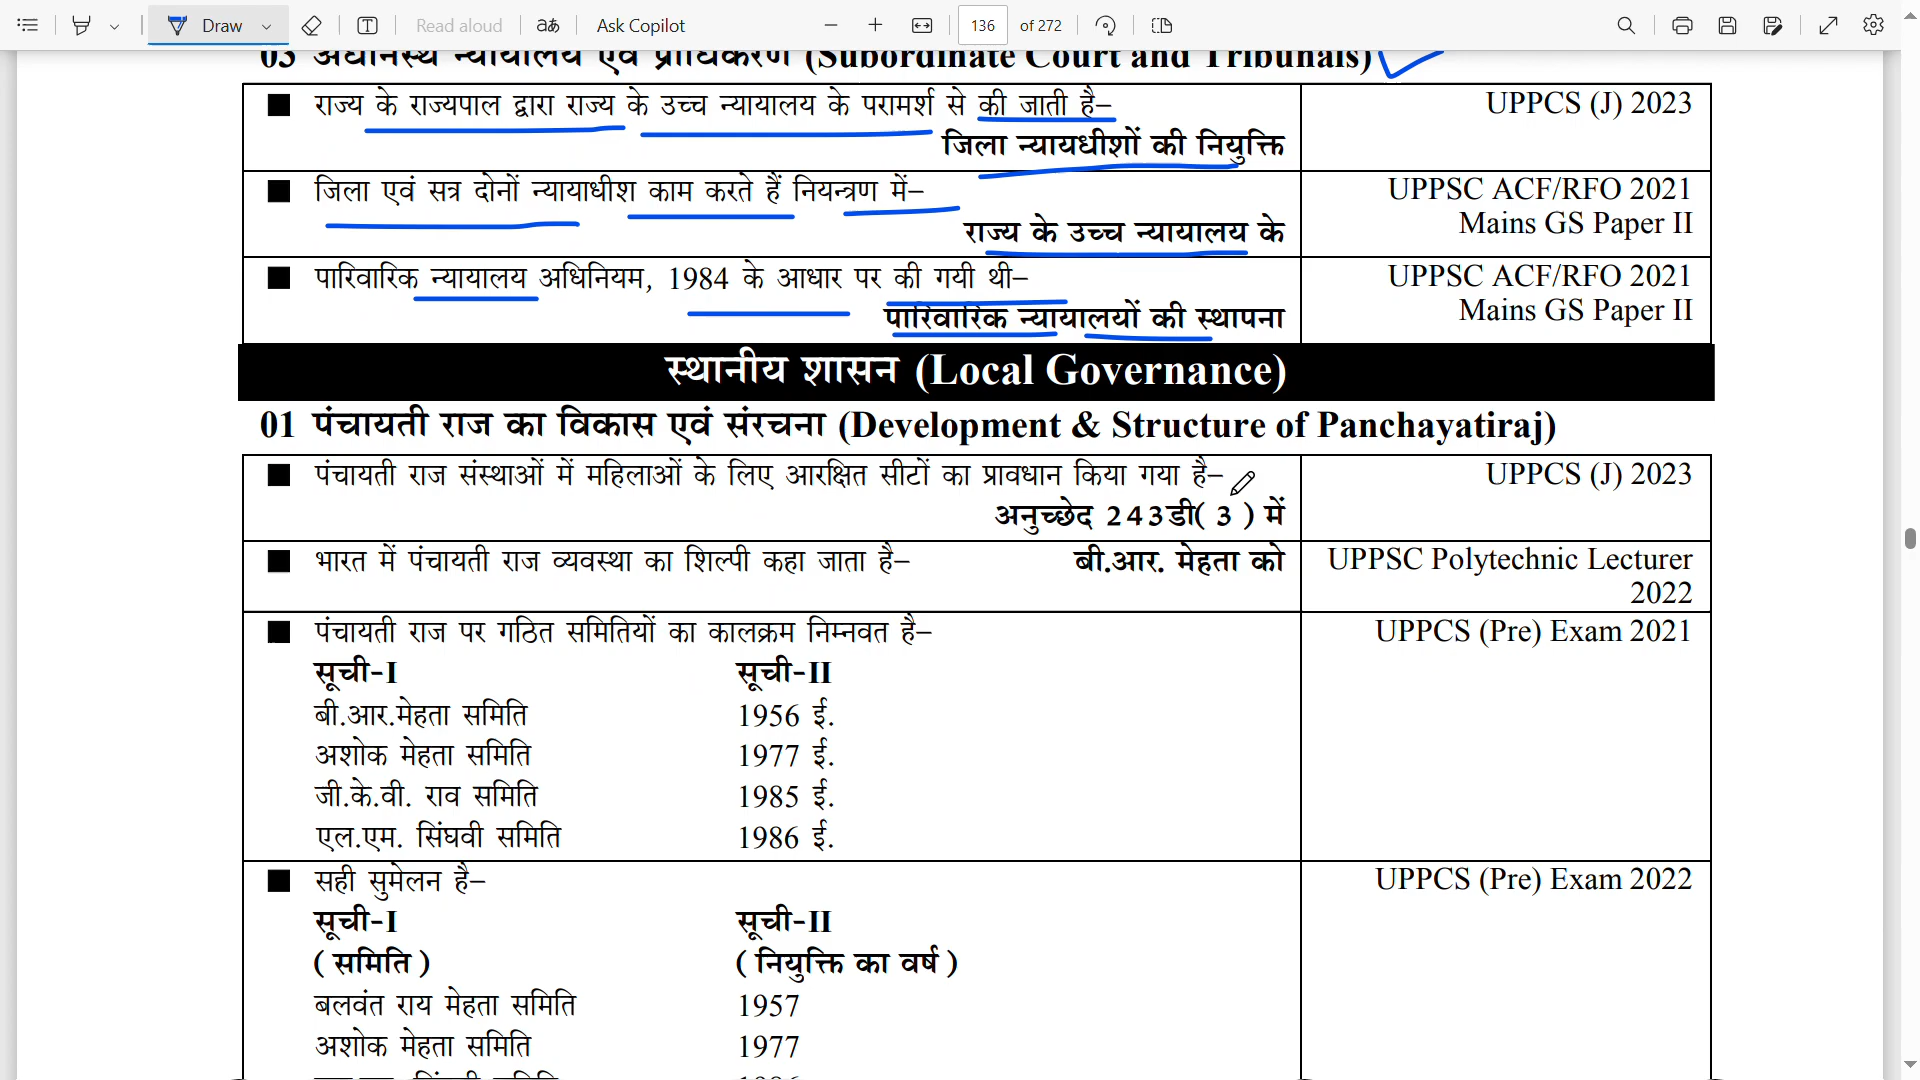 Draw
Read aloud
aあ
Ask Copilot
136 of 272
03 अधीनस्थ न्यायालय एवं प्राधिकरण (Subordinate Court and Tribunals)
राज्य के राज्यपाल द्वारा राज्य के उच्च न्यायालय के परामर्श से की जाती है– UPPCS (J) 2023
जिला न्यायधीशों की नियुक्ति
जिला एवं सत्र दोनों न्यायाधीश काम करते हैं नियन्त्रण में– UPPSC ACF/RFO 2021
राज्य के उच्च न्यायालय के Mains GS Paper II
पारिवारिक न्यायालय अधिनियम, 1984 के आधार पर की गयी थी– UPPSC ACF/RFO 2021
पारिवारिक न्यायालयों की स्थापना Mains GS Paper II
स्थानीय शासन (Local Governance)
01 पंचायती राज का विकास एवं संरचना (Development & Structure of Panchayatiraj)
पंचायती राज संस्थाओं में महिलाओं के लिए आरक्षित सीटों का प्रावधान किया गया है– UPPCS (J) 2023
अनुच्छेद 243डी( 3 ) में
भारत में पंचायती राज व्यवस्था का शिल्पी कहा जाता है– बी.आर. मेहता को UPPSC Polytechnic Lecturer
2022
पंचायती राज पर गठित समितियों का कालक्रम निम्नवत है– UPPCS (Pre) Exam 2021
सूची-I सूची-II
बी.आर.मेहता समिति 1956 ई.
अशोक मेहता समिति 1977 ई.
जी.के.वी. राव समिति 1985 ई.
एल.एम. सिंघवी समिति 1986 ई.
सही सुमेलन है– UPPCS (Pre) Exam 2022
सूची-I सूची-II
( समिति ) ( नियुक्ति का वर्ष )
बलवंत राय मेहता समिति 1957
अशोक मेहता समिति 1977